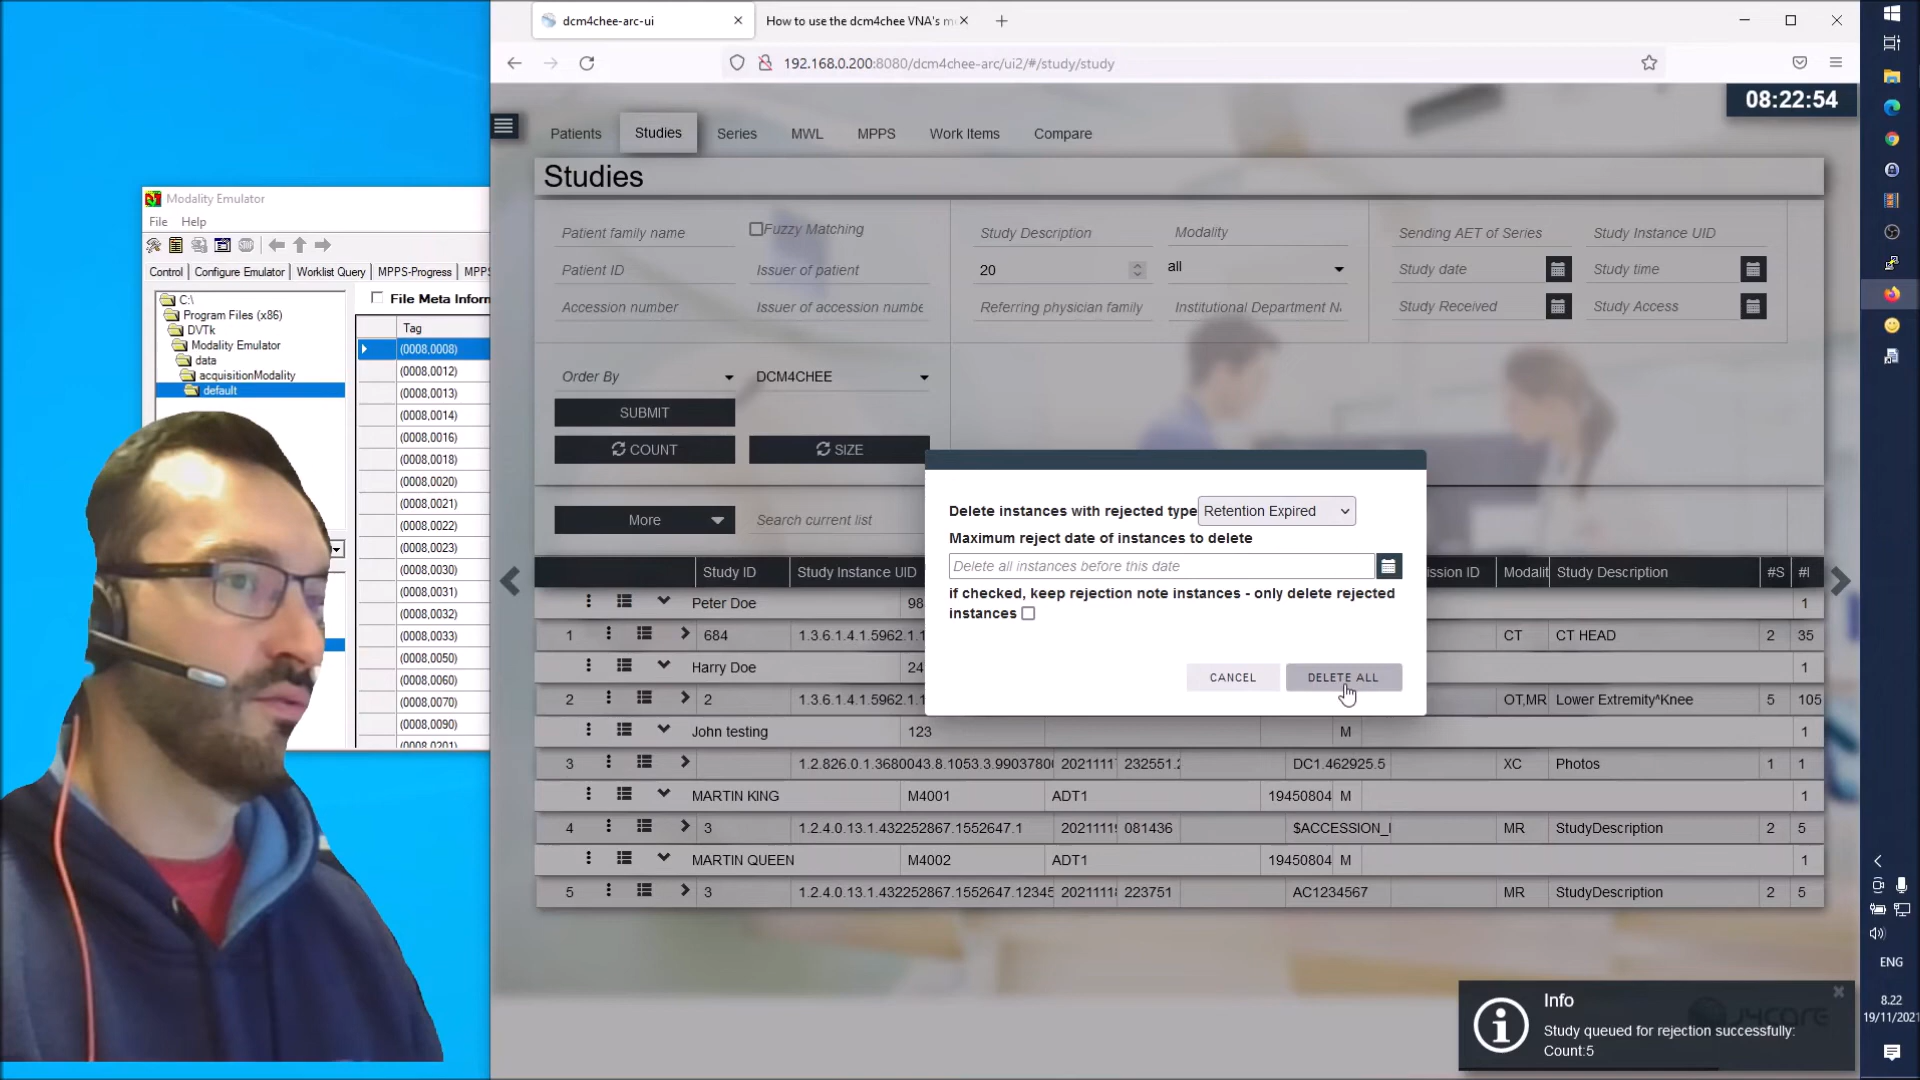 dcm4chee-arc-ui
How to use the dcm4chee VNA's m
192.168.0.200:8080/dcm4chee-arc/ui2/#/study/study
08:22:54
Patients Studies Series MWL MPPS Work Items Compare
Studies
Patient family name Fuzzy Matching Study Description Modality Sending AET of Series Study Instance UID
Patient ID Issuer of patient 20 all Study date Study time
Accession number Issuer of accession numbe Referring physician family Institutional Department N Study Received Study Access
Order By DCM4CHEE
SUBMIT
COUNT SIZE
More Search current list
Modality Emulator
File Help
Control Configure Emulator Worklist Query MPPS-Progress MPP
C:\
Program Files (x86)
DVTk
Modality Emulator
data
acquisitionModality
default
File Meta Inform
Tag
(0008,0008)
(0008,0012)
(0008,0013)
(0008,0014)
(0008,0016)
(0008,0018)
(0008,0020)
(0008,0021)
(0008,0022)
(0008,0023)
(0008,0030)
(0008,0031)
(0008,0032)
(0008,0033)
(0008,0050)
(0008,0060)
(0008,0070)
(0008,0090)
(0008,0201)
Delete instances with rejected type Retention Expired
Maximum reject date of instances to delete
Delete all instances before this date
if checked, keep rejection note instances - only delete rejected
instances
CANCEL DELETE ALL
Study ID Study Instance UID ssion ID Modalit Study Description #S #I
Peter Doe 98 1
1 684 1.3.6.1.4.1.5962.1.1 CT CT HEAD 2 35
Harry Doe 24 1
2 2 1.3.6.1.4.1.5962.1.1 OT,MR Lower Extremity^Knee 5 105
John testing 123 M 1
3 1.2.826.0.1.3680043.8.1053.3.99037800 20211117 232551.2 DC1.462925.5 XC Photos 1 1
MARTIN KING M4001 ADT1 19450804 M 1
4 3 1.2.4.0.13.1.432252867.1552647.1 20211119 081436 $ACCESSION_I MR StudyDescription 2 5
MARTIN QUEEN M4002 ADT1 19450804 M 1
5 3 1.2.4.0.13.1.432252867.1552647.12345 20211118 223751 AC1234567 MR StudyDescription 2 5
Info
Study queued for rejection successfully:
Count:5
ENG
8.22
19/11/2021